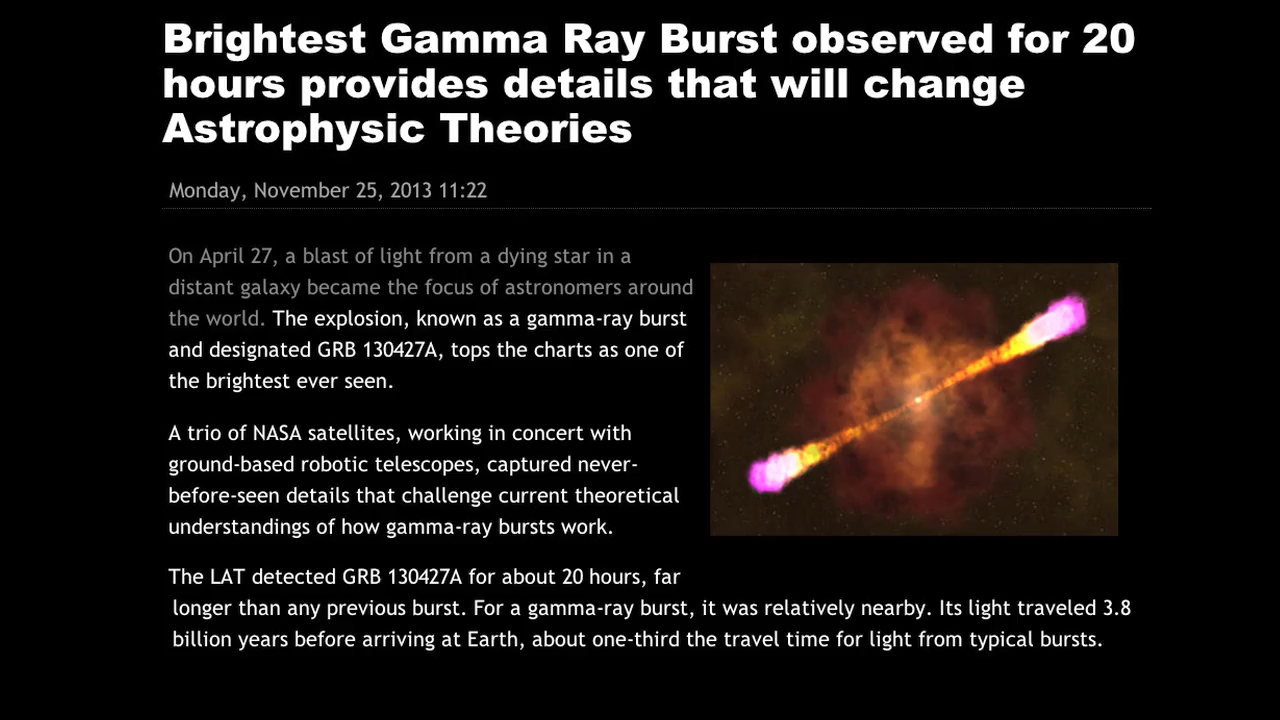 Brightest Gamma Ray Burst observed for 20
hours provides details that will change
Astrophysic Theories
Monday, November 25, 2013 11:22
On April 27, a blast of light from a dying star in a
distant galaxy became the focus of astronomers around
the world. The explosion, known as a gamma-ray burst
and designated GRB 130427A, tops the charts as one of
the brightest ever seen.
A trio of NASA satellites, working in concert with
ground-based robotic telescopes, captured never-
before-seen details that challenge current theoretical
understandings of how gamma-ray bursts work.
The LAT detected GRB 130427A for about 20 hours, far
longer than any previous burst. For a gamma-ray burst, it was relatively nearby. Its light traveled 3.8
billion years before arriving at Earth, about one-third the travel time for light from typical bursts.